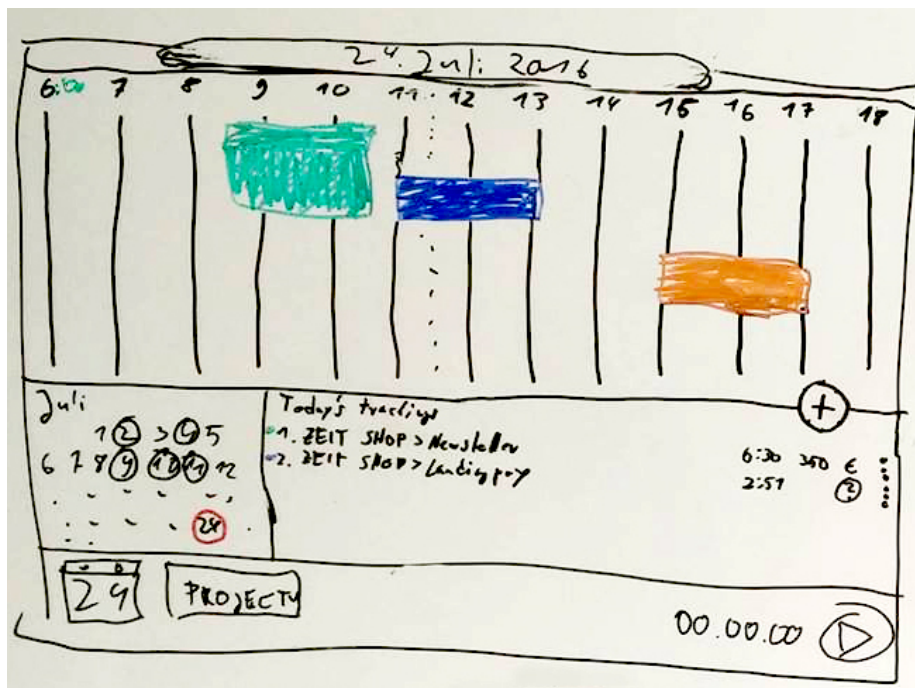 24. Juli 2016
6:00 7 8 9 10 11 12 13 14 15 16 17 18
Juli
1 2 3 4 5
6 7 8 9 10 11 12
24
Today's trackings
1. ZEIT SHOP > Newsletter 6:30 350 €
2. ZEIT SHOP > Landingpage 2:51 ?
24
PROJECTS
00.00.00